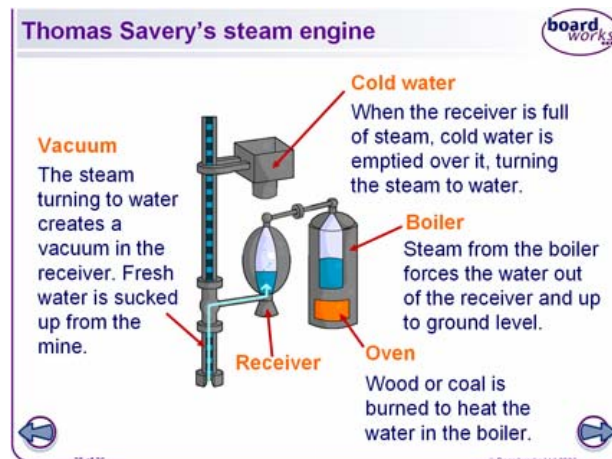 Thomas Savery's steam engine
board
works
Cold water
When the receiver is full
of steam, cold water is
emptied over it, turning
the steam to water.
Vacuum
The steam
turning to water
creates a
vacuum in the
receiver. Fresh
water is sucked
up from the
mine.
Boiler
Steam from the boiler
forces the water out
of the receiver and up
to ground level.
Receiver
Oven
Wood or coal is
burned to heat the
water in the boiler.